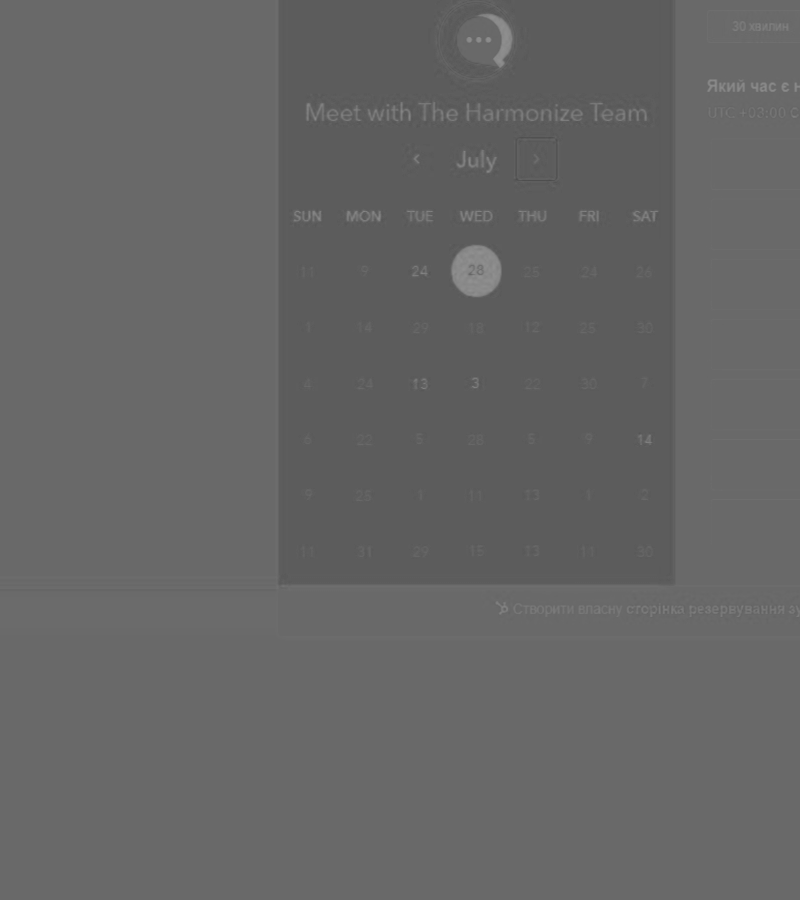 30 хвилин
Який час є н
UTC +03:00
Meet with The Harmonize Team
July
SUN MON TUE WED THU FRI SAT
11 9 24 28 25 24 26
1 14 29 18 12 25 30
4 24 13 3 22 30 7
6 22 5 28 5 9 14
9 25 1 11 13 1 2
11 31 29 15 13 11 30
Створити власну сторінка резервування зу